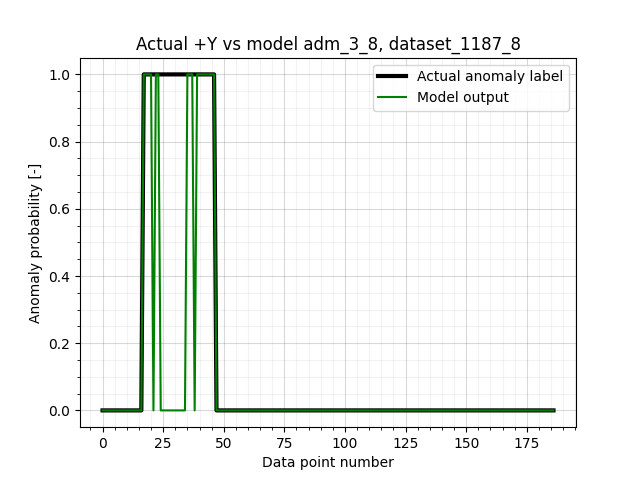 Actual +Y vs model adm_3_8, dataset_1187_8
Actual anomaly label
Model output
Anomaly probability [-]
1.0
0.8
0.6
0.4
0.2
0.0
0 25 50 75 100 125 150 175
Data point number